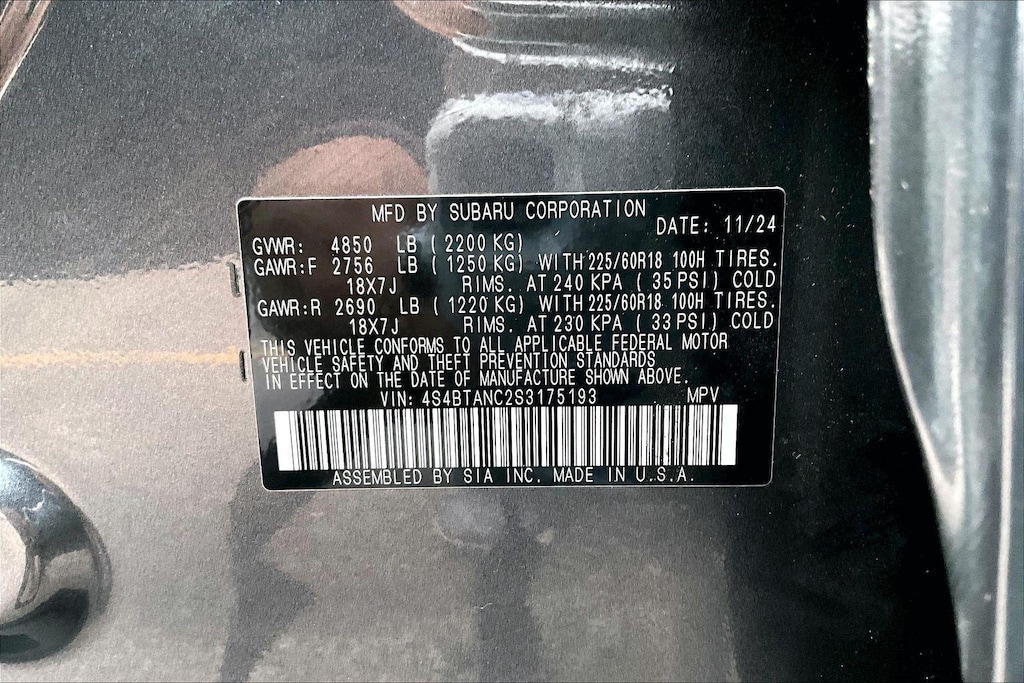 MFD BY SUBARU CORPORATION
DATE: 11/24
GVWR: 4850 LB ( 2200 KG)
GAWR:F 2756 LB ( 1250 KG) WITH 225/60R18 100H TIRES.
18X7J RIMS. AT 240 KPA ( 35 PSI) COLD
GAWR:R 2690 LB ( 1220 KG) WITH 225/60R18 100H TIRES.
18X7J RIMS. AT 230 KPA ( 33 PSI) COLD
THIS VEHICLE CONFORMS TO ALL APPLICABLE FEDERAL MOTOR
VEHICLE SAFETY AND THEFT PREVENTION STANDARDS
IN EFFECT ON THE DATE OF MANUFACTURE SHOWN ABOVE.
VIN: 4S4BTANC2S3175193 MPV
ASSEMBLED BY SIA INC. MADE IN U.S.A.